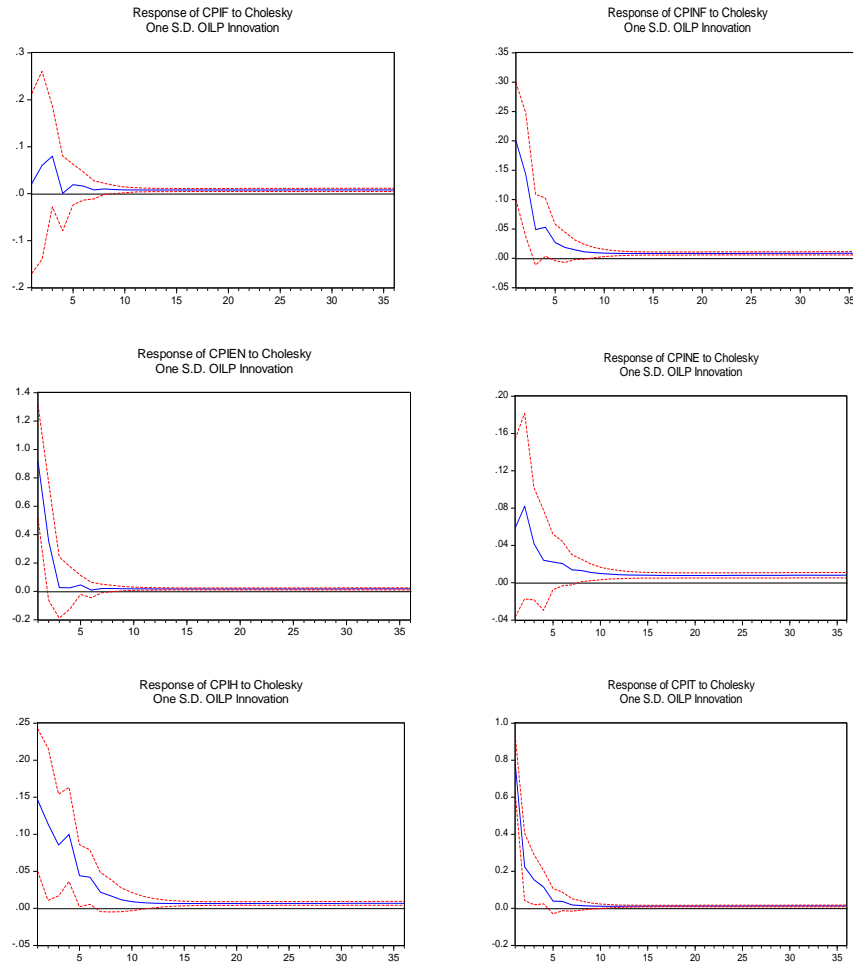 Response of CPIF to Cholesky
One S.D. OILP Innovation
.3
.2
.1
.0
-.1
-.2
5 10 15 20 25 30 35
Response of CPINF to Cholesky
One S.D. OILP Innovation
.35
.30
.25
.20
.15
.10
.05
.00
-.05
5 10 15 20 25 30 35
Response of CPIEN to Cholesky
One S.D. OILP Innovation
1.4
1.2
1.0
0.8
0.6
0.4
0.2
0.0
-0.2
5 10 15 20 25 30 35
Response of CPINE to Cholesky
One S.D. OILP Innovation
.20
.16
.12
.08
.04
.00
-.04
5 10 15 20 25 30 35
Response of CPIH to Cholesky
One S.D. OILP Innovation
.25
.20
.15
.10
.05
.00
-.05
5 10 15 20 25 30 35
Response of CPIT to Cholesky
One S.D. OILP Innovation
1.0
0.8
0.6
0.4
0.2
0.0
-0.2
5 10 15 20 25 30 35